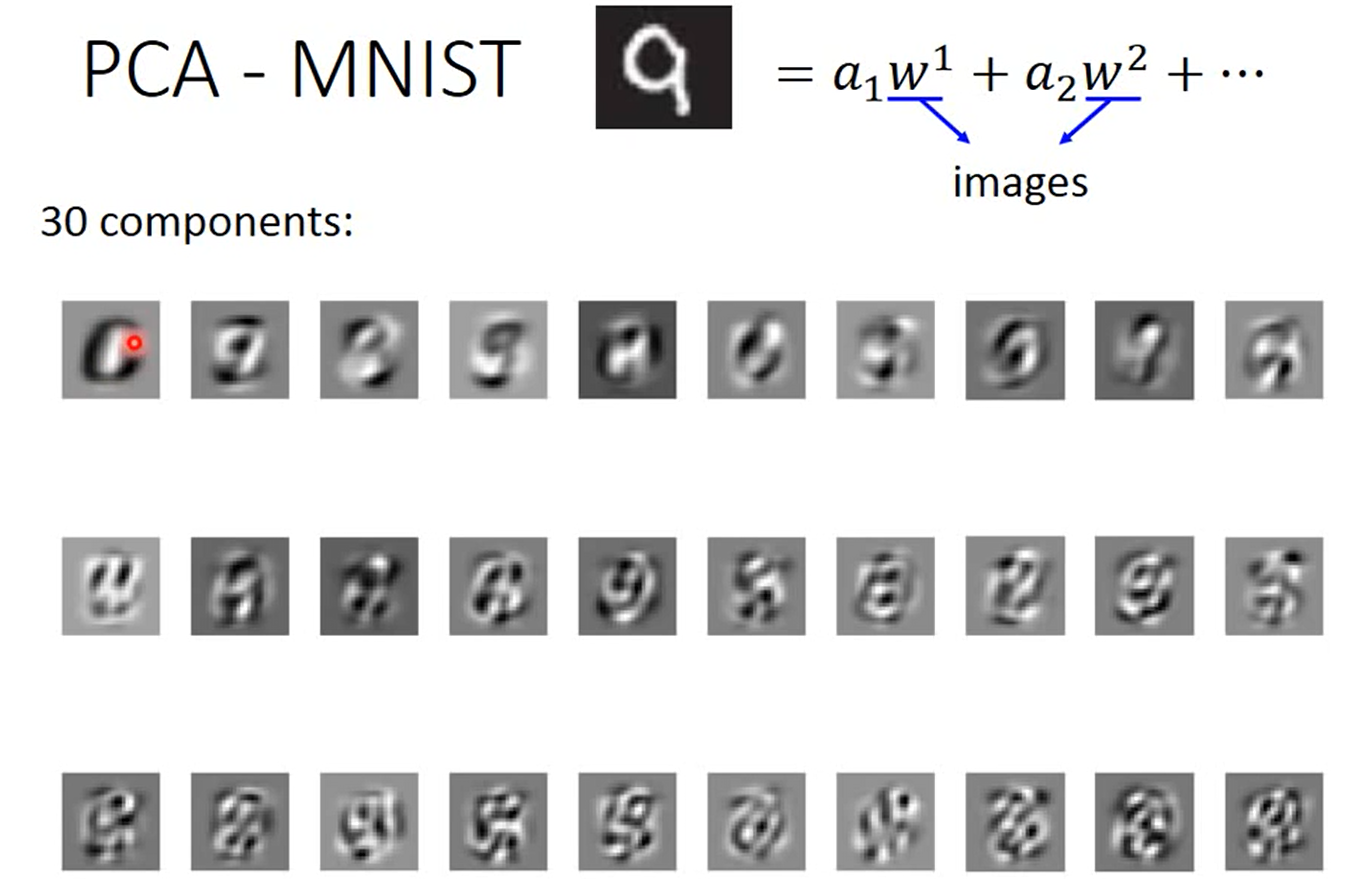 PCA - MNIST
= a₁w¹ + a₂w² + ⋯
images
30 components: